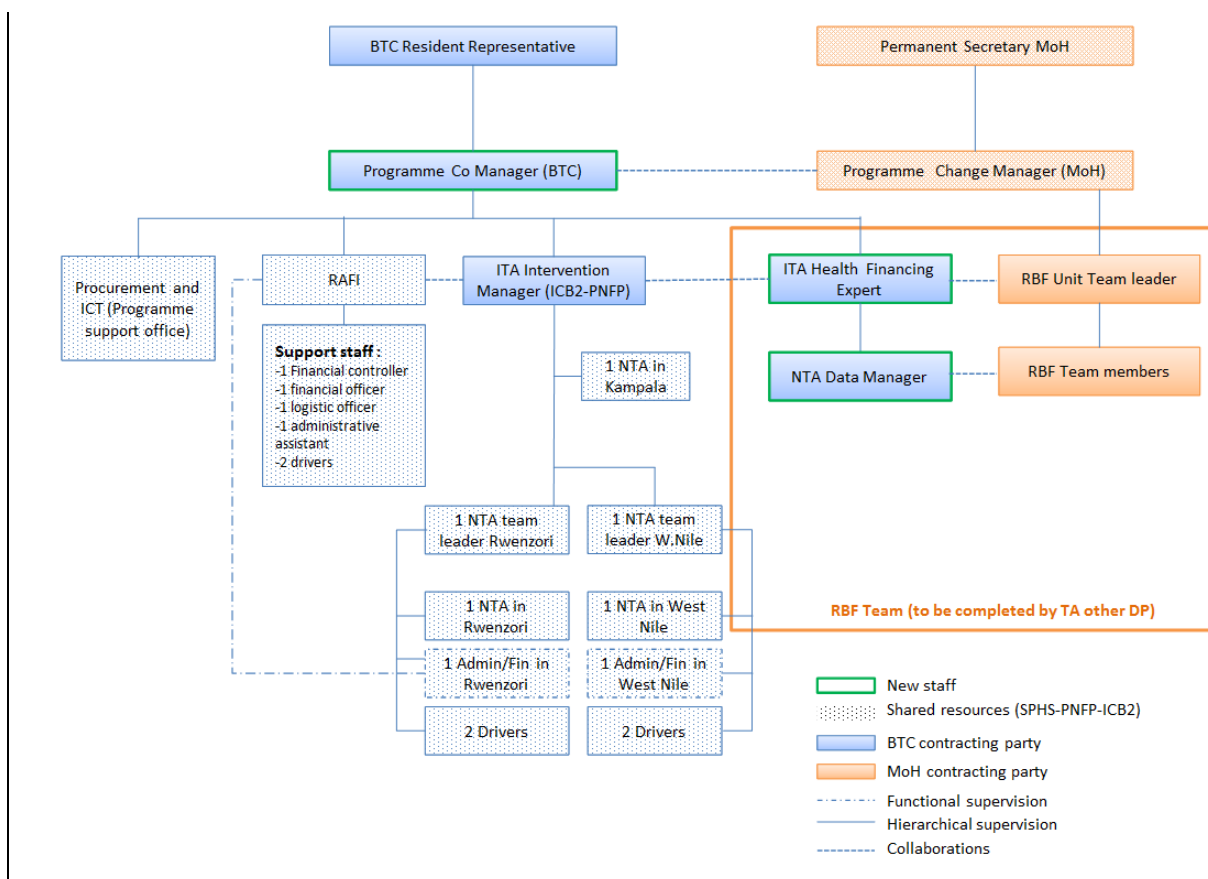 BTC Resident Representative
Permanent Secretary MoH
Programme Co Manager (BTC)
Programme Change Manager (MoH)
Procurement and
ICT (Programme
support office)
RAFI
ITA Intervention
Manager (ICB2-PNFP)
ITA Health Financing
Expert
RBF Unit Team leader
Support staff :
-1 Financial controller
-1 financial officer
-1 logistic officer
-1 administrative
assistant
-2 drivers
1 NTA in
Kampala
NTA Data Manager
RBF Team members
1 NTA team
leader Rwenzori
1 NTA team
leader W.Nile
1 NTA in
Rwenzori
1 NTA in West
Nile
RBF Team (to be completed by TA other DP)
1 Admin/Fin in
Rwenzori
1 Admin/Fin in
West Nile
2 Drivers
2 Drivers
New staff
Shared resources (SPHS-PNFP-ICB2)
BTC contracting party
MoH contracting party
Functional supervision
Hierarchical supervision
Collaborations